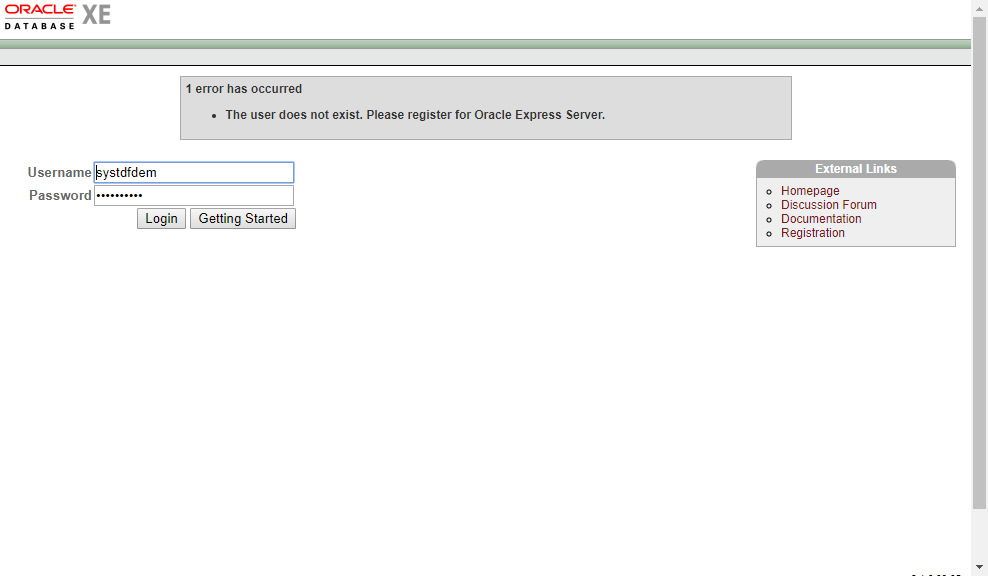 ORACLE XE
DATABASE
1 error has occurred
The user does not exist. Please register for Oracle Express Server.
Username systdfdem
Password ••••••••••
Login Getting Started
External Links
Homepage
Discussion Forum
Documentation
Registration